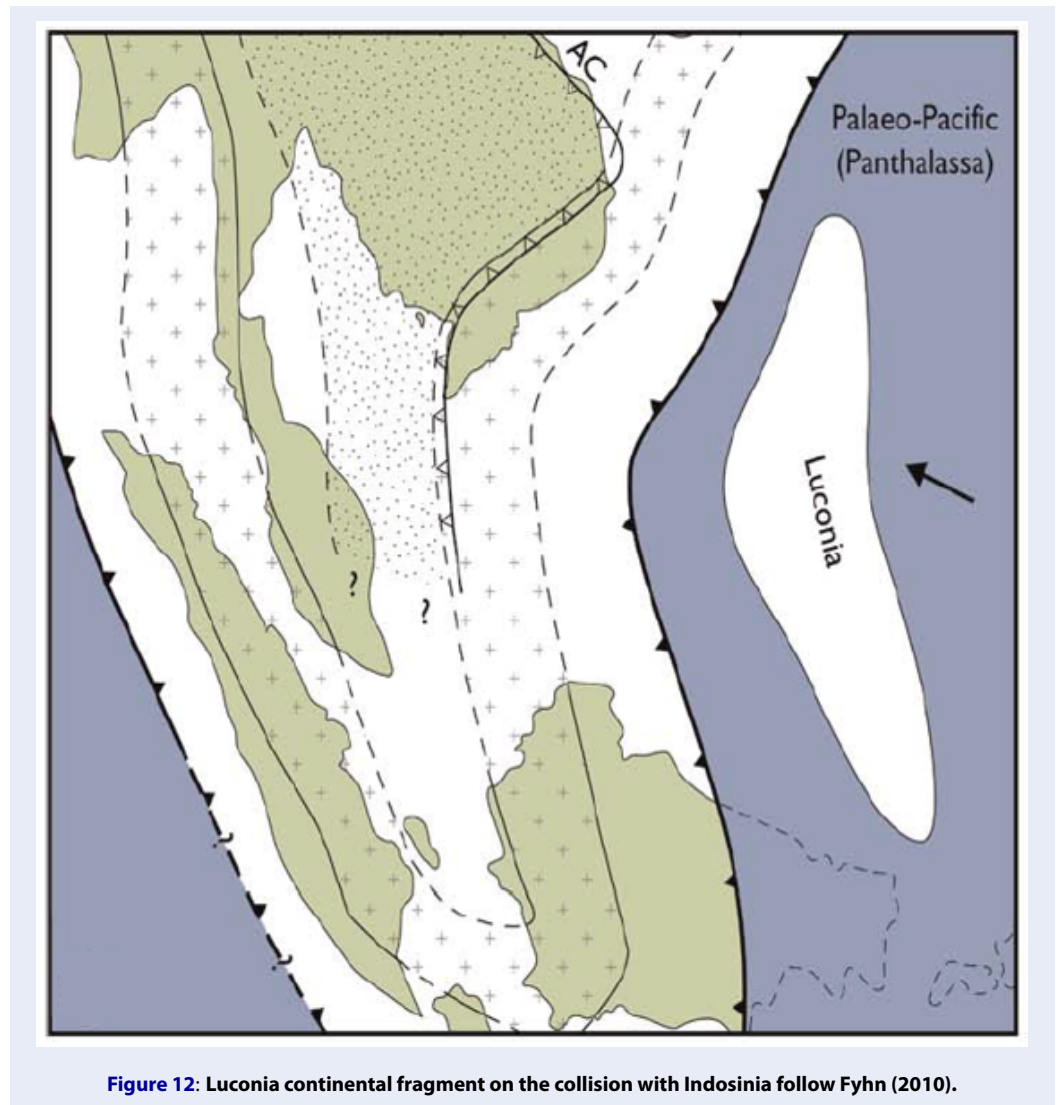 AC
Palaeo-Pacific
(Panthalassa)
Luconia
?
?
?
?
Figure 12: Luconia continental fragment on the collision with Indosinia follow Fyhn (2010).